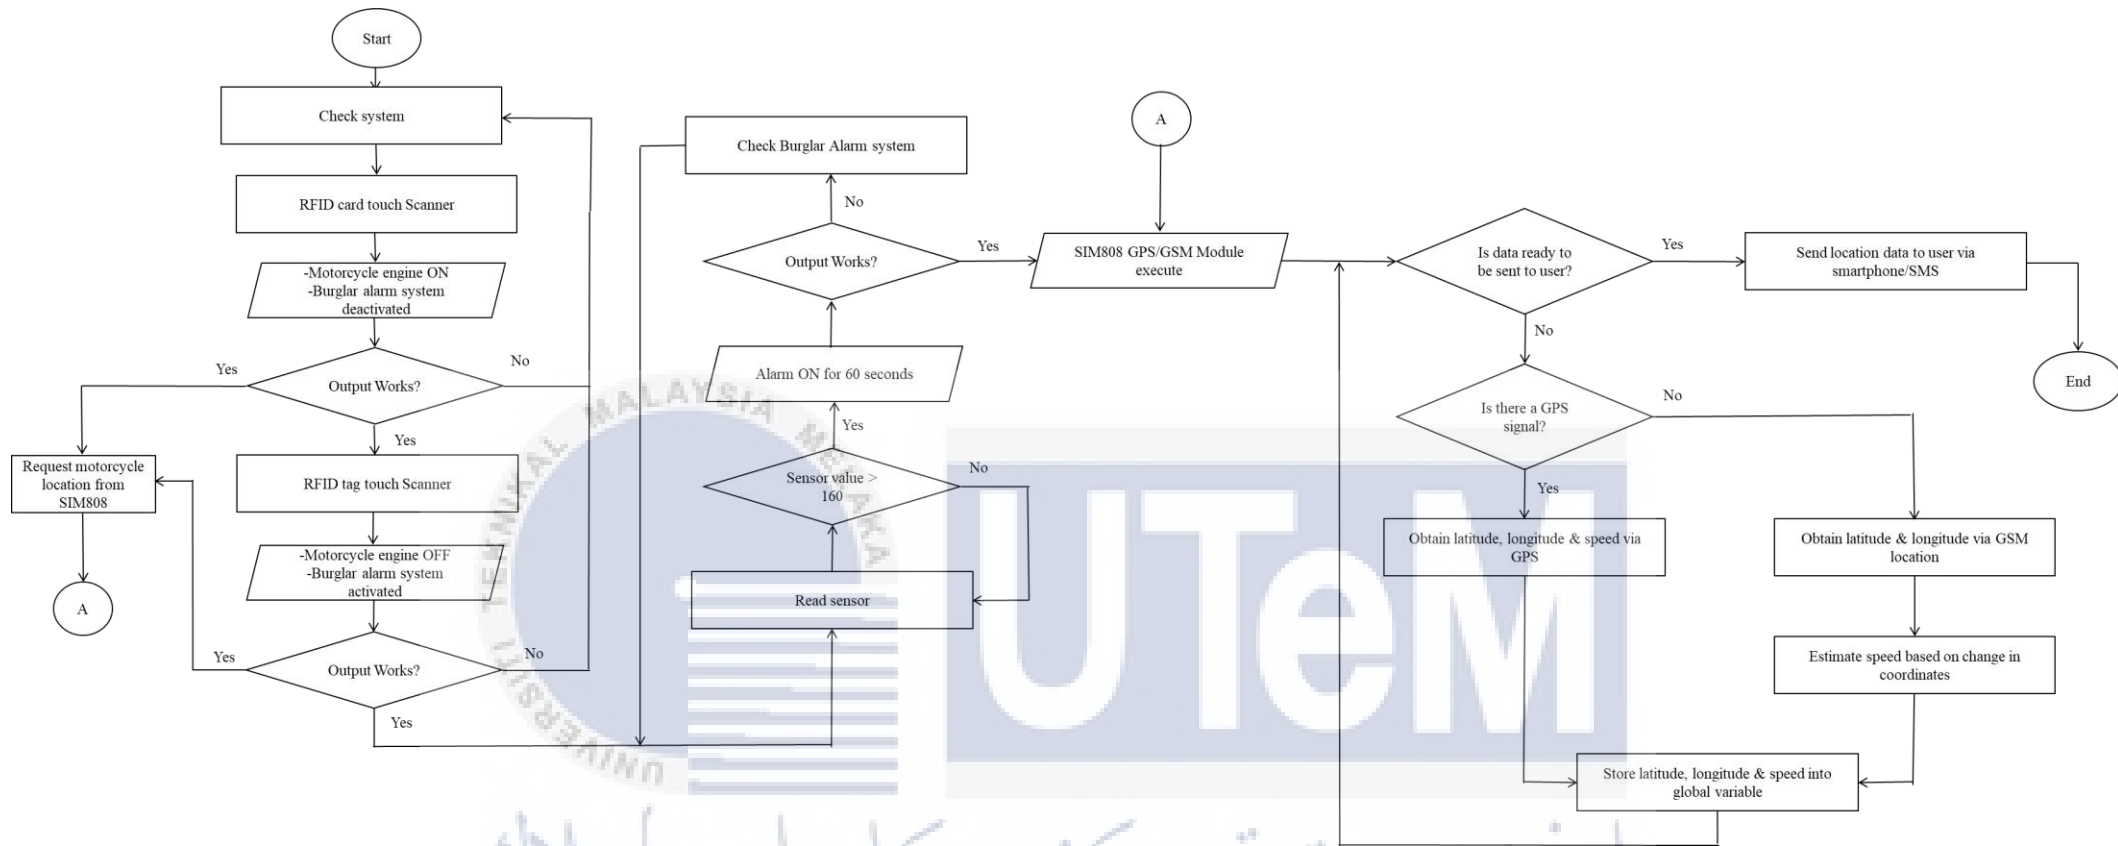 Start
Check system
RFID card touch Scanner
-Motorcycle engine ON
-Burglar alarm system
deactivated
Yes
Output Works?
No
Yes
Request motorcycle
location from
SIM808
A
RFID tag touch Scanner
-Motorcycle engine OFF
-Burglar alarm system
activated
Yes
Output Works?
No
Yes
Check Burglar Alarm system
No
Output Works?
Yes
Alarm ON for 60 seconds
Yes
Sensor value >
160
No
Read sensor
A
SIM808 GPS/GSM Module
execute
Is data ready to
be sent to user?
Yes
Send location data to user via
smartphone/SMS
End
No
Is there a GPS
signal?
No
Yes
Obtain latitude, longitude & speed via
GPS
Obtain latitude & longitude via GSM
location
Estimate speed based on change in
coordinates
Store latitude, longitude & speed into
global variable
UNIVERSITI TEKNIKAL MALAYSIA MELAKA
UTeM